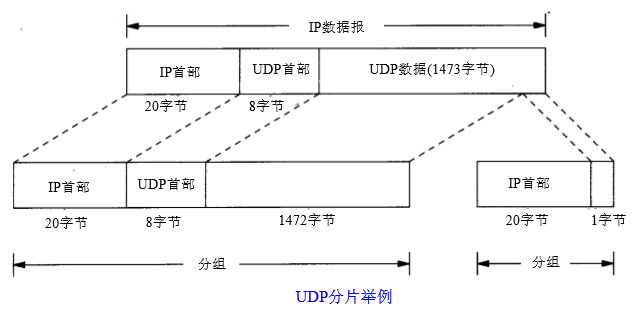 IP数据报
IP首部 UDP首部 UDP数据(1473字节)
20字节 8字节
IP首部 UDP首部 IP首部
20字节 8字节 1472字节 20字节 1字节
分组 分组
UDP分片举例